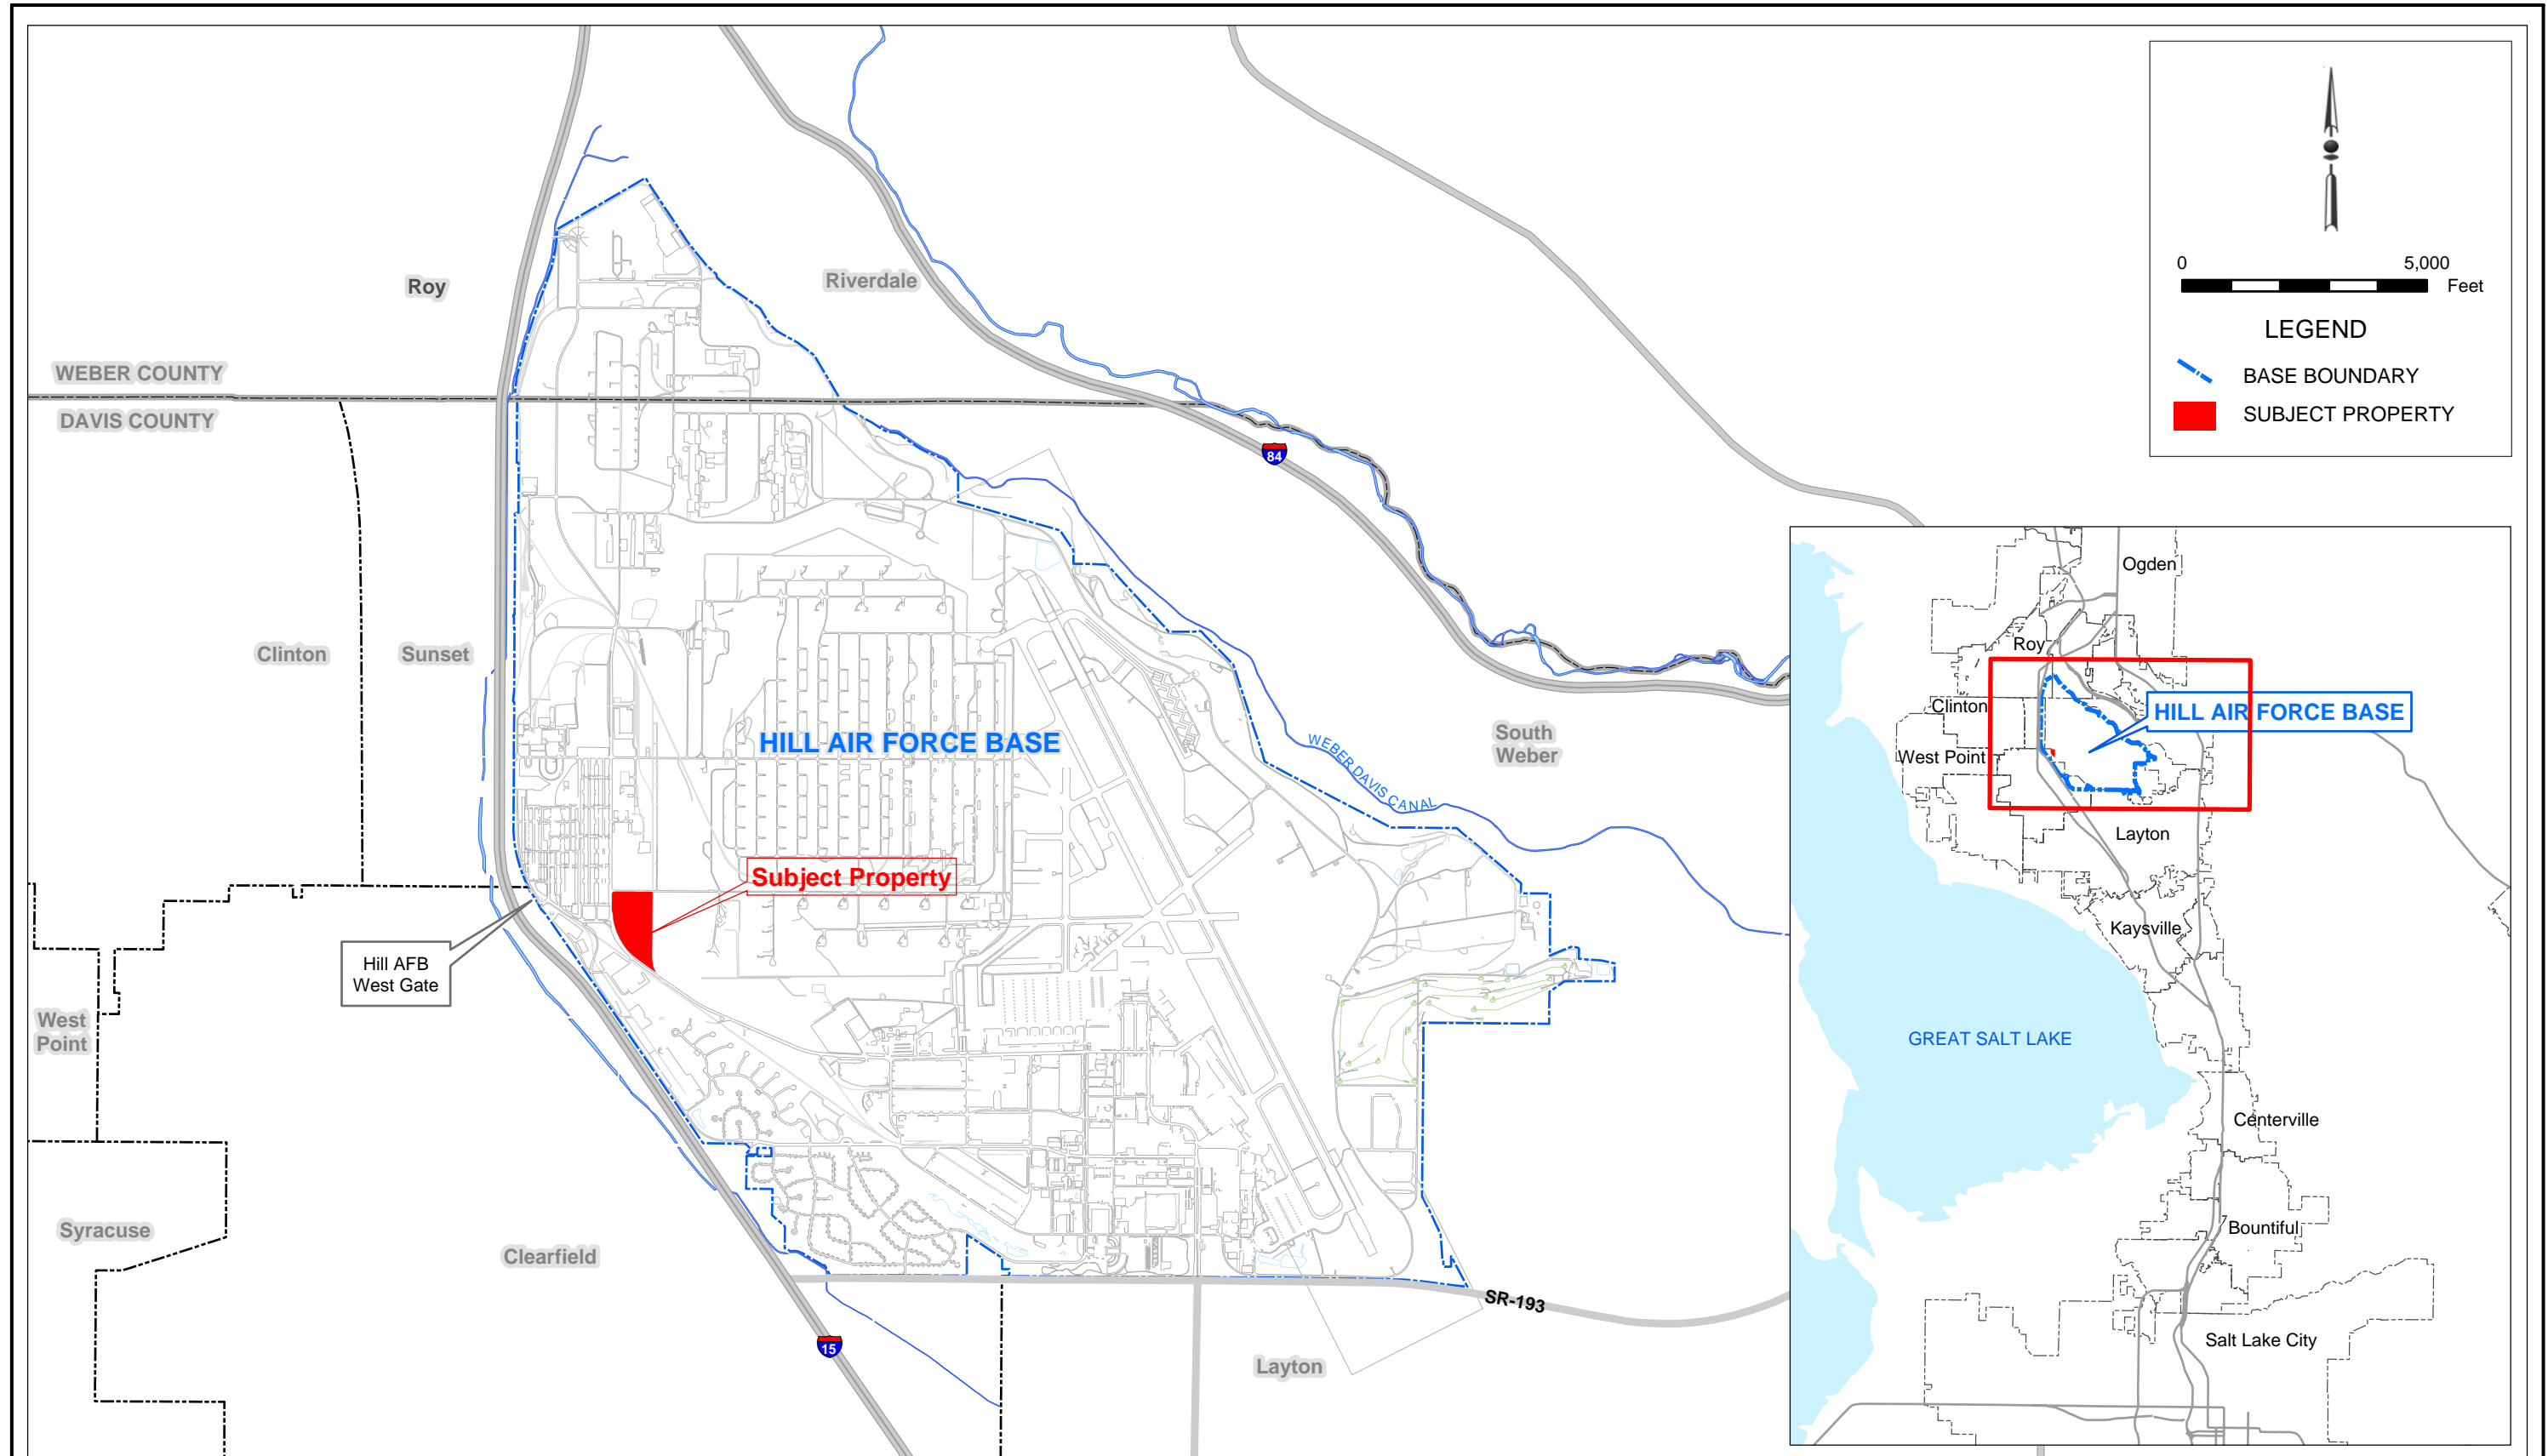 Roy
Riverdale
WEBER COUNTY
DAVIS COUNTY
84
Clinton
Sunset
HILL AIR FORCE BASE
South
Weber
WEBER DAVIS CANAL
Subject Property
Hill AFB
West Gate
West
Point
Syracuse
Clearfield
SR-193
15
Layton
0
5,000
Feet
LEGEND
BASE BOUNDARY
SUBJECT PROPERTY
Ogden
Roy
Clinton
HILL AIR FORCE BASE
West Point
Layton
Kaysville
GREAT SALT LAKE
Centerville
Bountiful
Salt Lake City